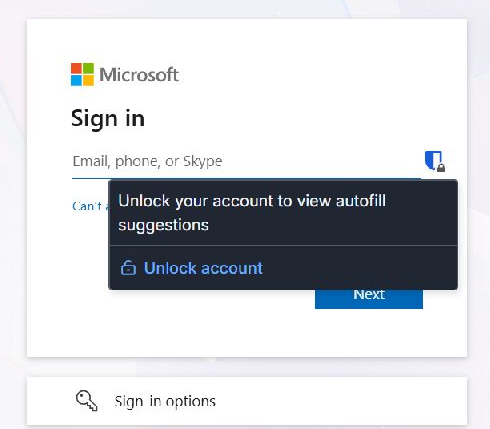 Microsoft
Sign in
Email, phone, or Skype
Can't
Unlock your account to view autofill
suggestions
Unlock account
Next
Sign-in options